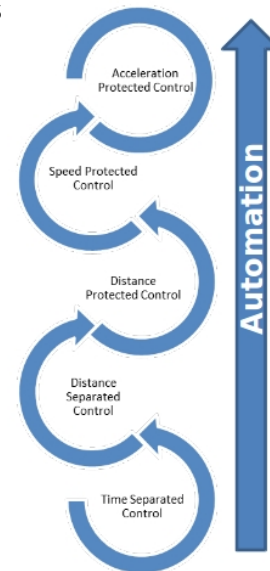 s
Acceleration
Protected Control
Speed Protected
Control
Distance
Protected Control
Distance
Separated
Control
Time Separated
Control
Automation